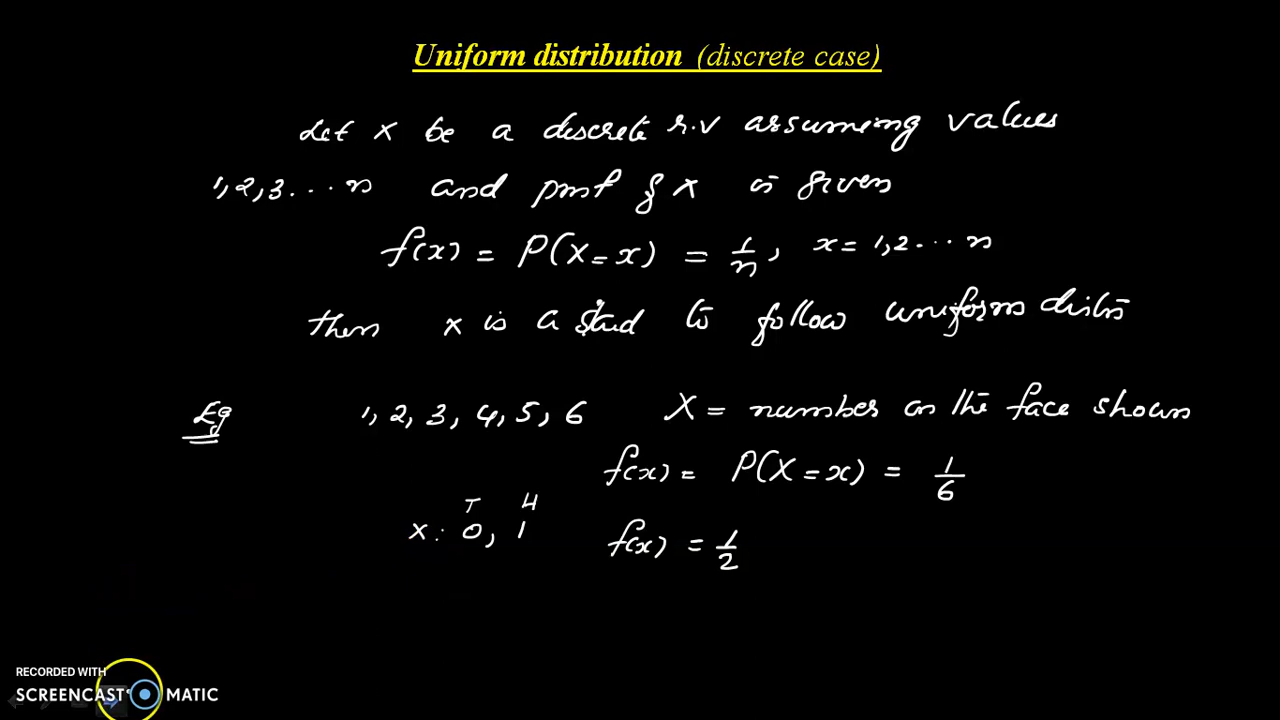 Uniform distribution (discrete case)
Let X be a discrete r.v assuming values
1, 2, 3 . . . n and pmf of X is given
f(x) = P(X = x) = 1/n, x = 1, 2 . . . n
then x is a said to follow uniform distn
Eg 1, 2, 3, 4, 5, 6 X = number on the face shown
f(x) = P(X = x) = 1/6
T H
X : 0, 1 f(x) = 1/2
RECORDED WITH
SCREENCAST MATIC